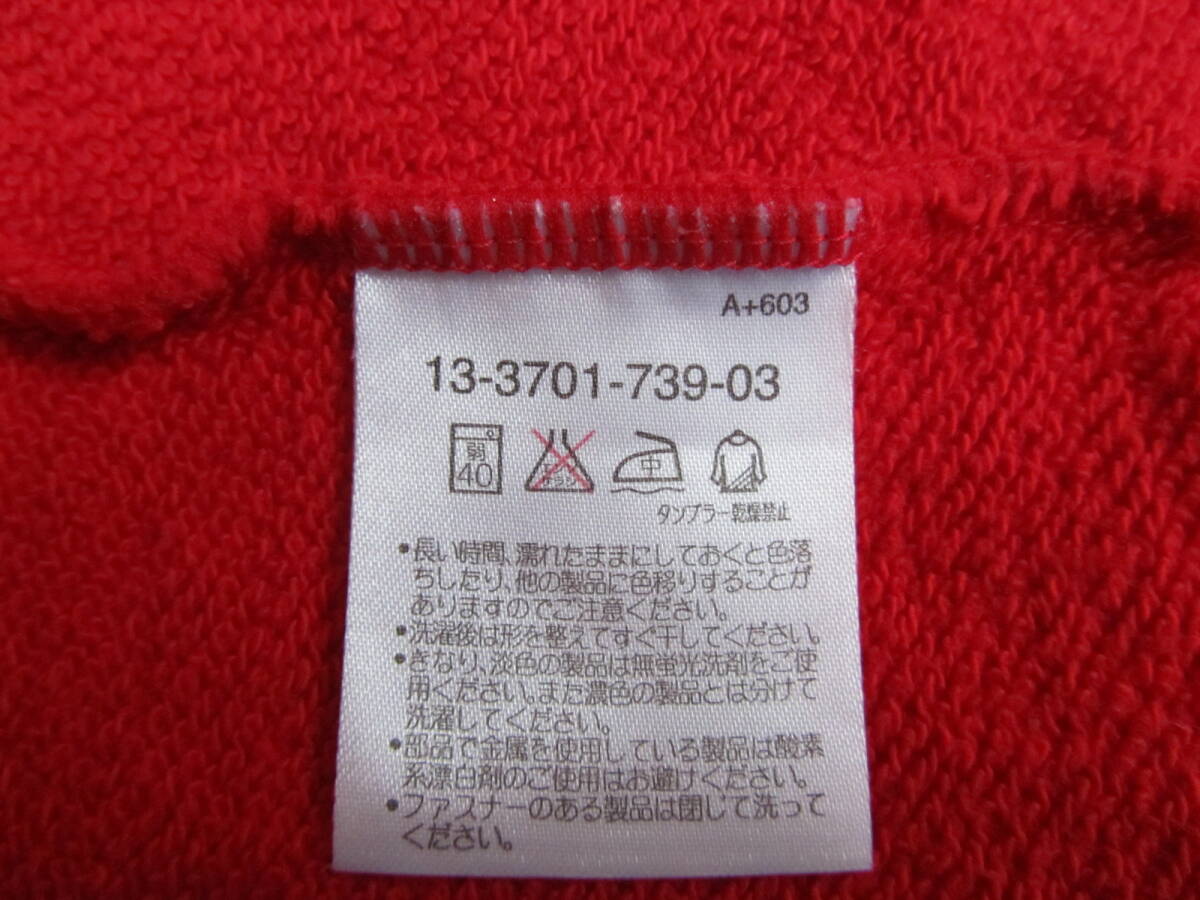 A+603
13-3701-739-03
弱
40
中
タンブラー乾燥禁止
•長い時間、濡れたままにしておくと色落
ちしたり、他の製品に色移りすることが
ありますのでご注意ください。
•洗濯後は形を整えてすぐ干してください。
•きなり、淡色の製品は無蛍光洗剤をご使
用ください。また濃色の製品とは分けて
洗濯してください。
•部品で金属を使用している製品は酸素
系漂白剤のご使用はお避けください。
•ファスナーのある製品は閉じて洗って
ください。